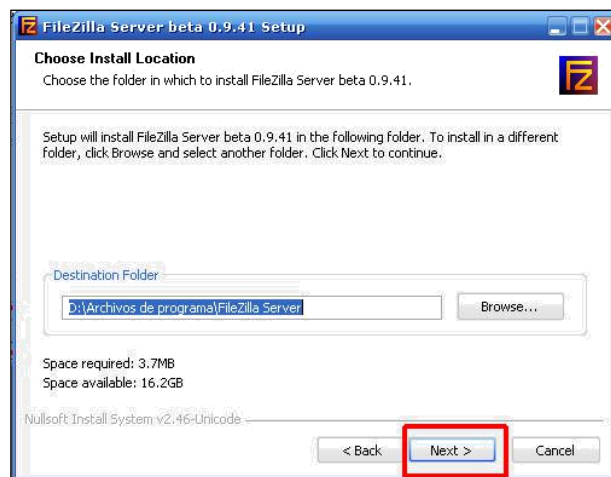 FileZilla Server beta 0.9.41 Setup
Choose Install Location
Choose the folder in which to install FileZilla Server beta 0.9.41.
FZ
Setup will install FileZilla Server beta 0.9.41 in the following folder. To install in a different
folder, click Browse and select another folder. Click Next to continue.
Destination Folder
D:\Archivos de programa\FileZilla Server
Browse...
Space required: 3.7MB
Space available: 16.2GB
Nullsoft Install System v2.46-Unicode
< Back
Next >
Cancel